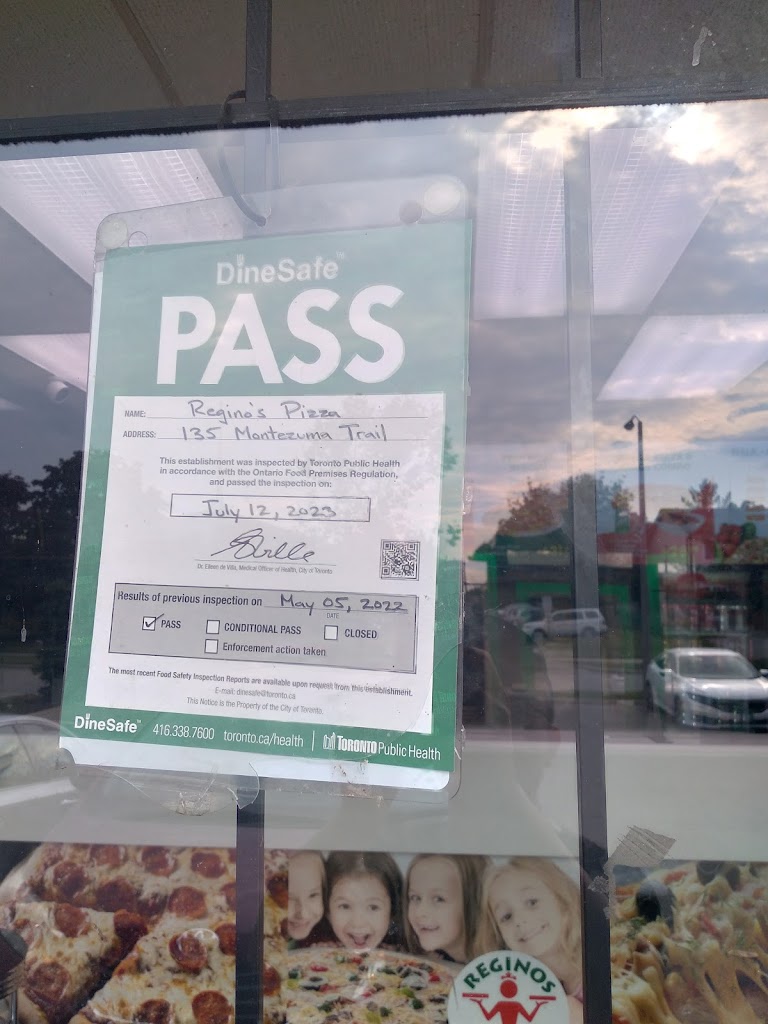 DineSafe™
PASS
NAME: Regino's Pizza
ADDRESS: 135 Montezuma Trail
This establishment was inspected by Toronto Public Health
in accordance with the Ontario Food Premises Regulation,
and passed the inspection on:
July 12, 2023
Dr. Eileen de Villa, Medical Officer of Health, City of Toronto
Results of previous inspection on May 05, 2022
DATE
PASS CONDITIONAL PASS CLOSED
Enforcement action taken
The most recent Food Safety Inspection Reports are available upon request from this establishment.
E-mail: dinesafe@toronto.ca
This Notice is the Property of the City of Toronto.
DineSafe™ 416.338.7600 toronto.ca/health | TORONTO Public Health
REGINOS